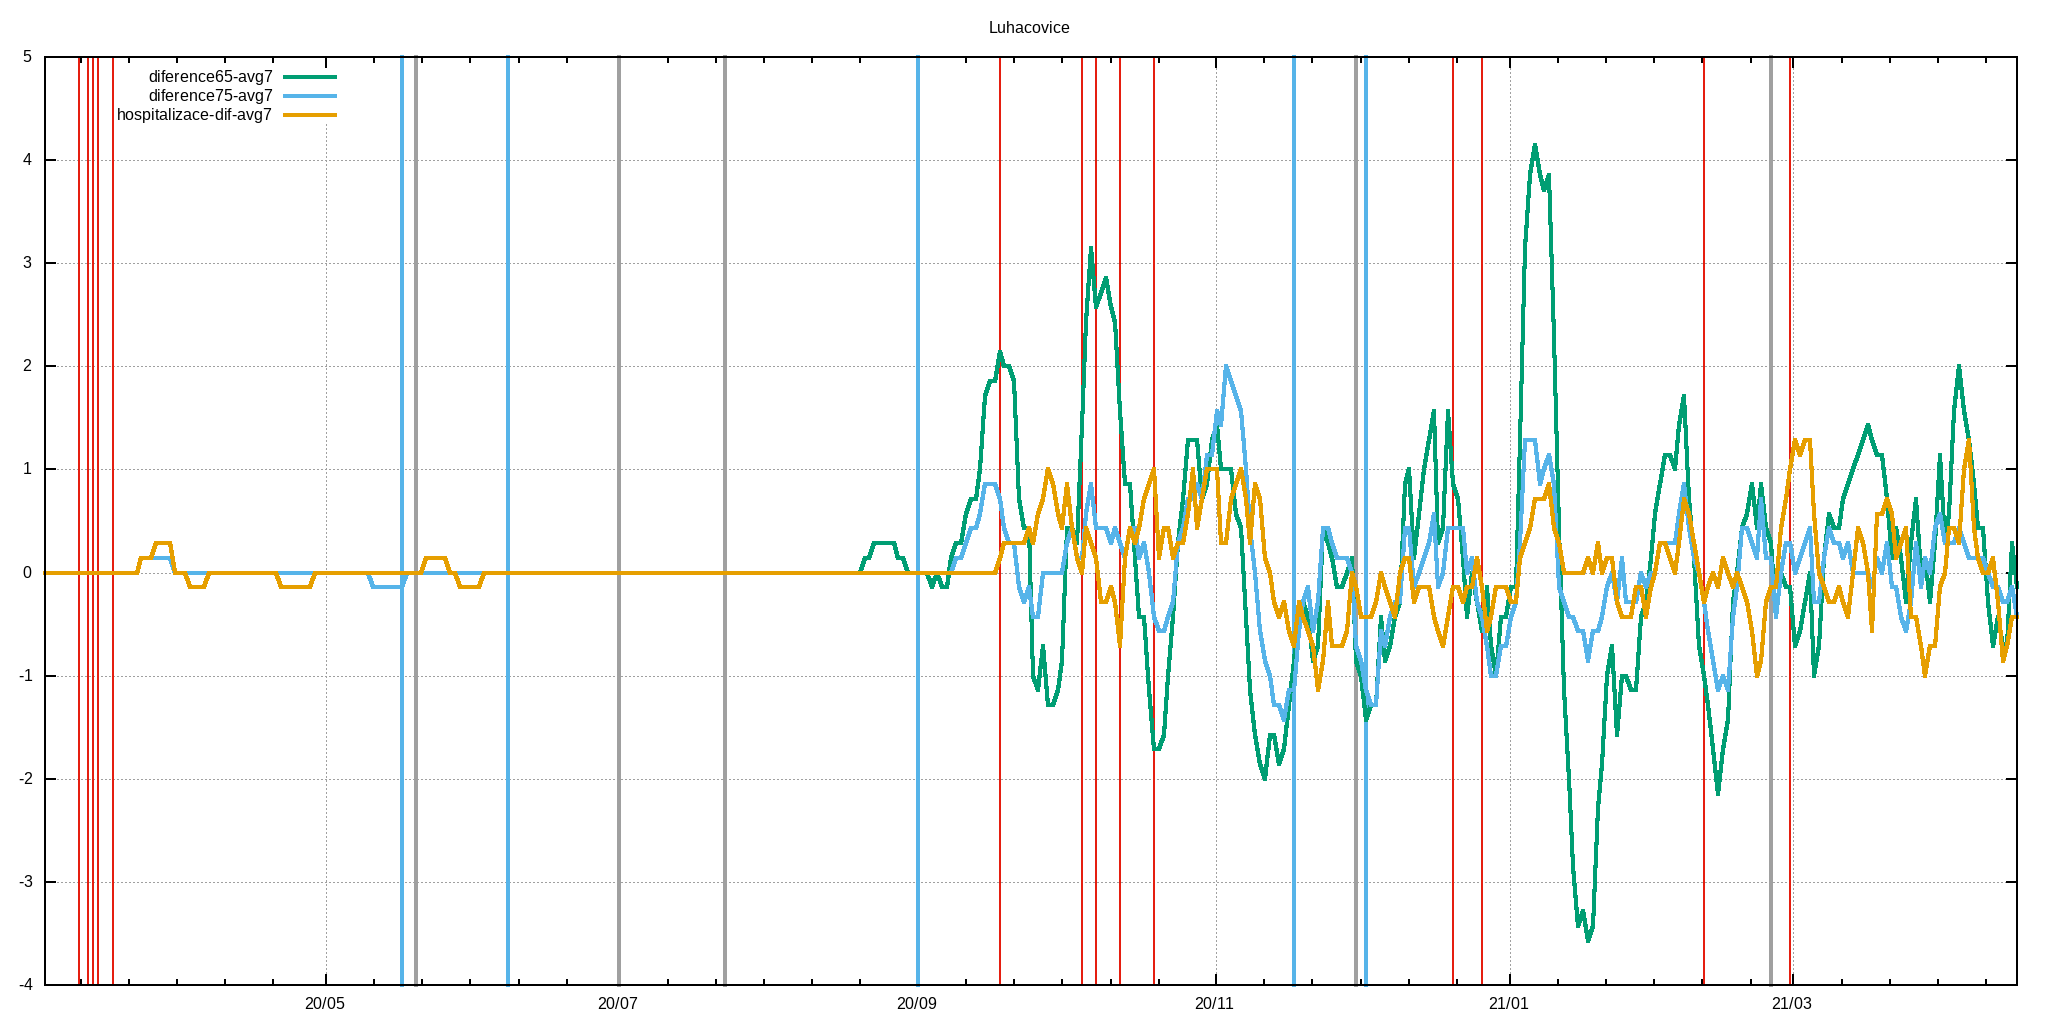 Luhacovice
diference65-avg7
diference75-avg7
hospitalizace-dif-avg7
5
4
3
2
1
0
-1
-2
-3
-4
20/05 20/07 20/09 20/11 21/01 21/03